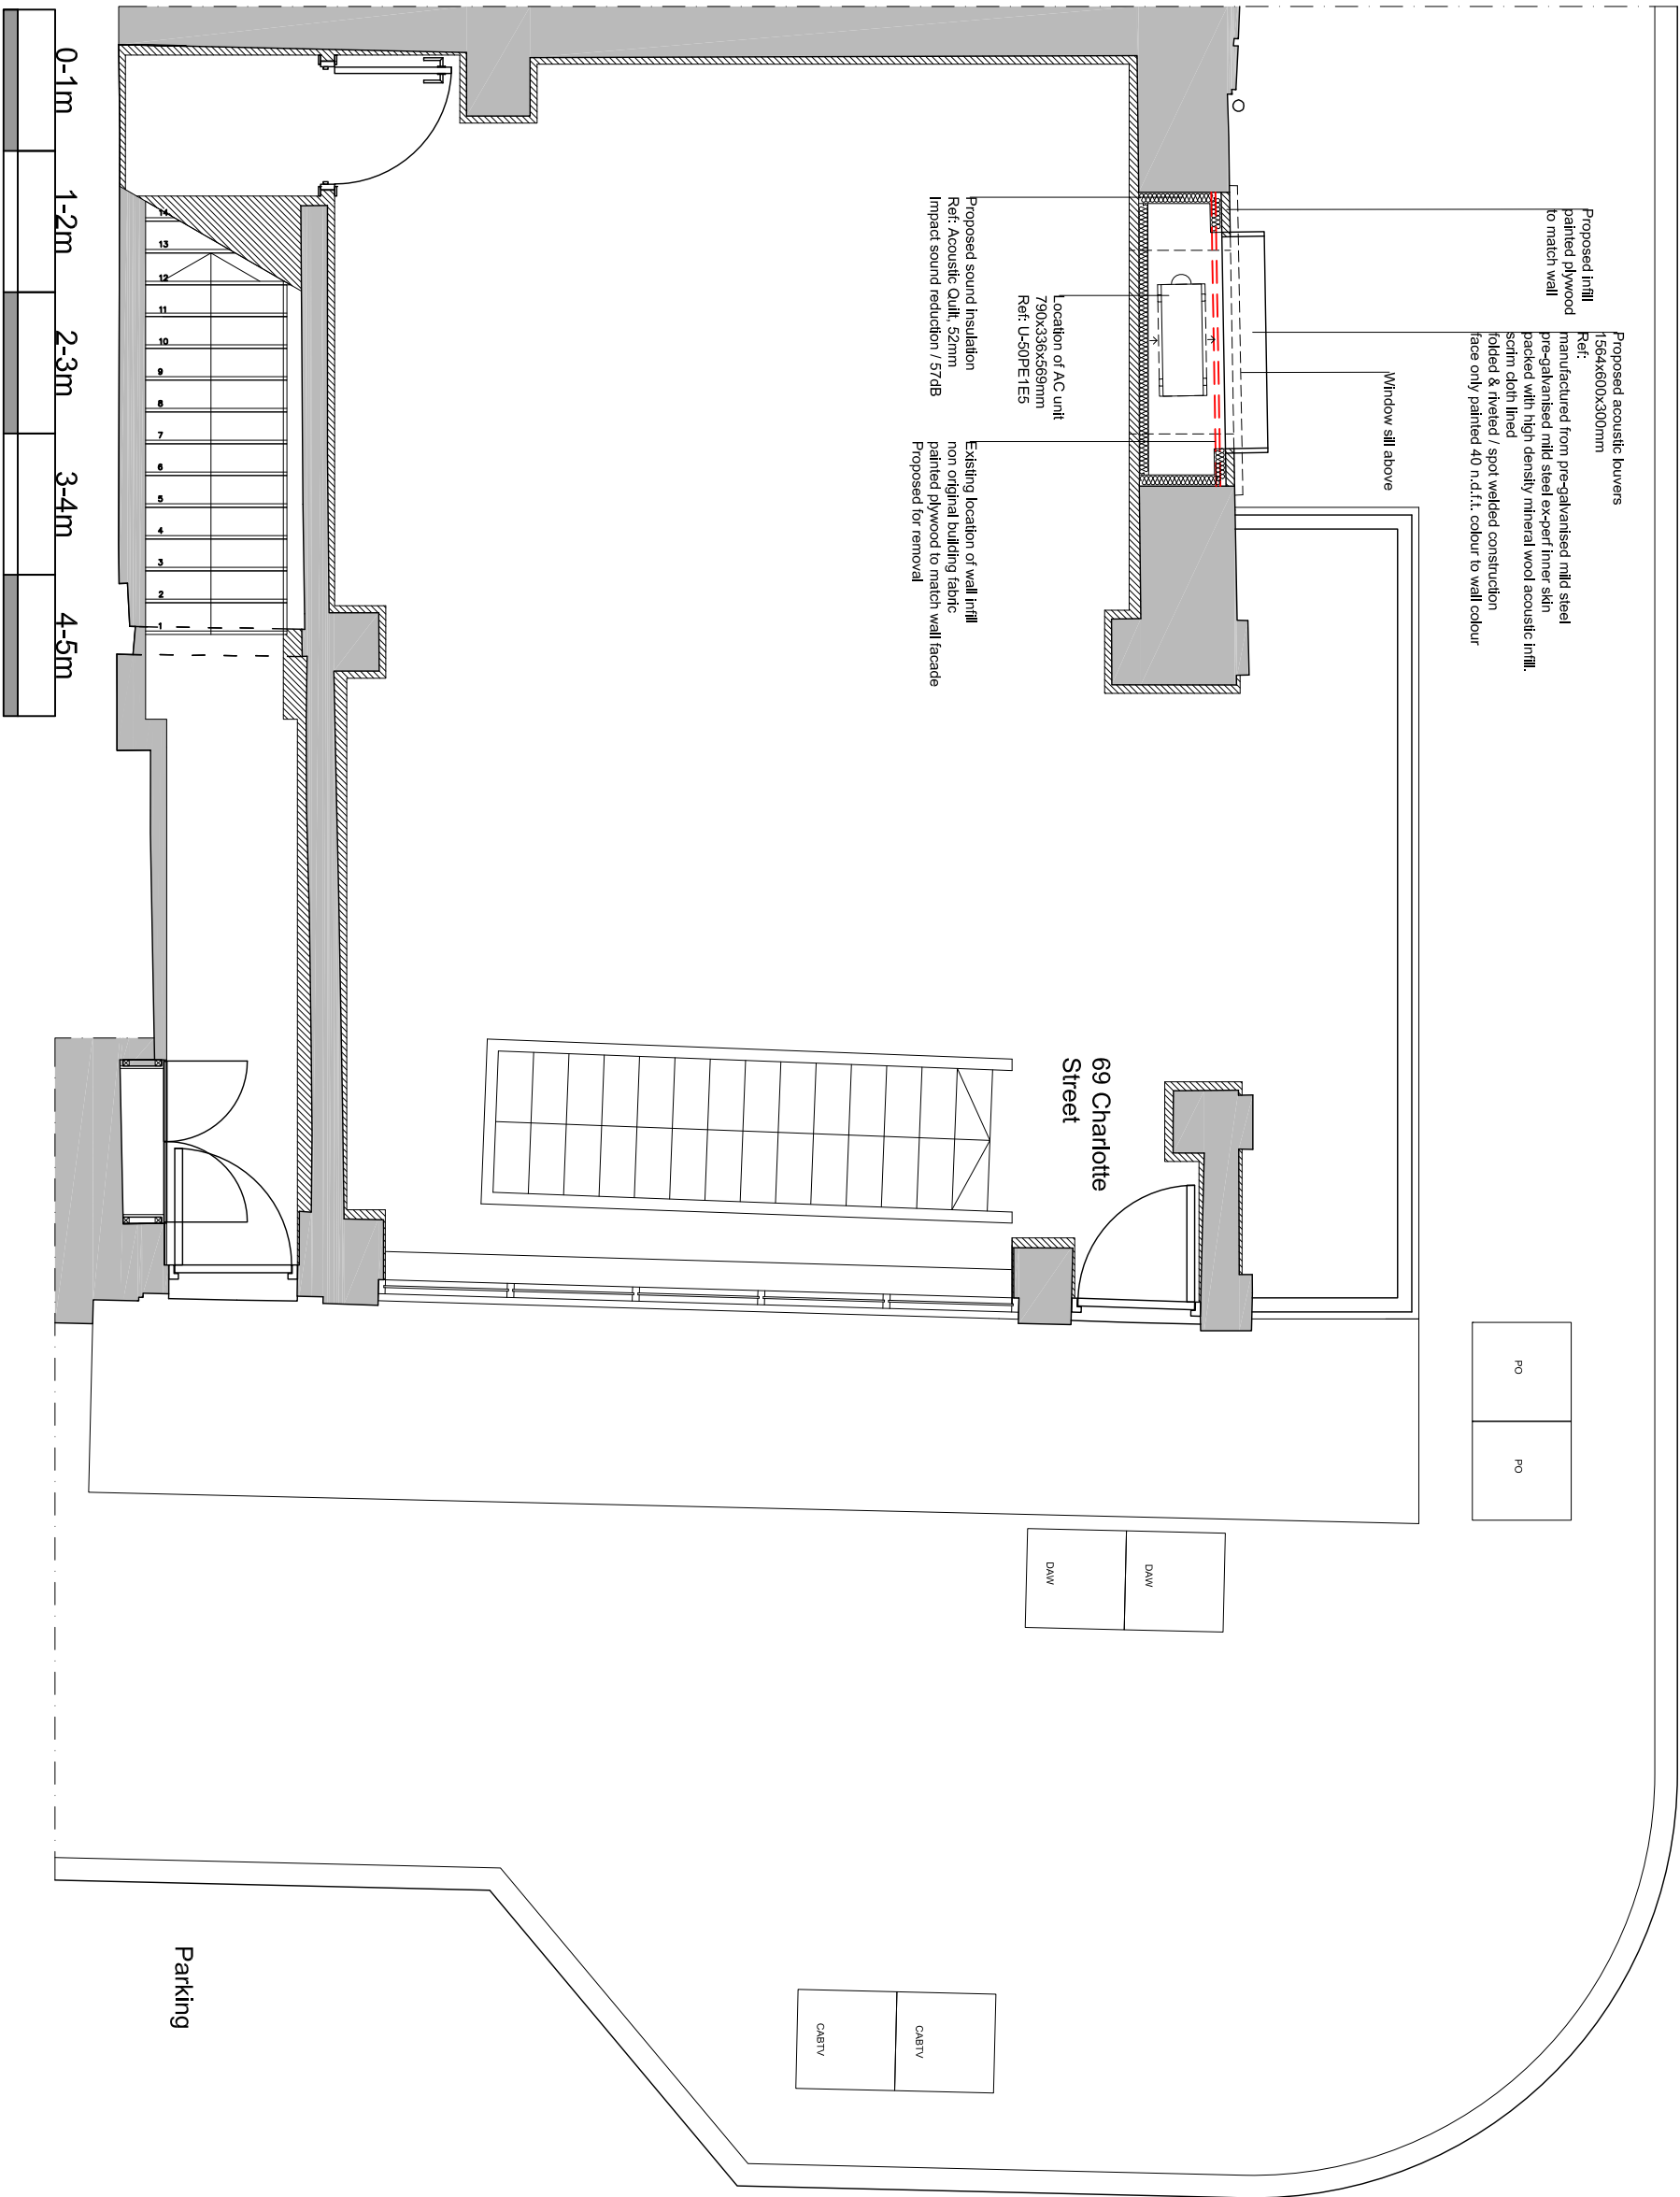 Proposed infill
painted plywood
to match wall
Proposed acoustic louvers
1564x600x300mm
Ref:
manufactured from pre-galvanised mild steel
pre-galvanised mild steel ex-perf inner skin
packed with high density mineral wool acoustic infill.
scrim cloth lined
folded & riveted / spot welded construction
face only painted 40 n.d.f.t. colour to wall colour
Window sill above
Location of AC unit
790x336x569mm
Ref: U-50PE1E5
Proposed sound insulation
Ref: Acoustic Quilt, 52mm
Impact sound reduction / 57dB
Existing location of wall infill
non original building fabric
painted plywood to match wall facade
Proposed for removal
69 Charlotte
Street
PO
PO
DAW
DAW
CABTV
CABTV
Parking
14
13
12
11
10
9
8
7
6
5
4
3
2
1
0-1m
1-2m
2-3m
3-4m
4-5m